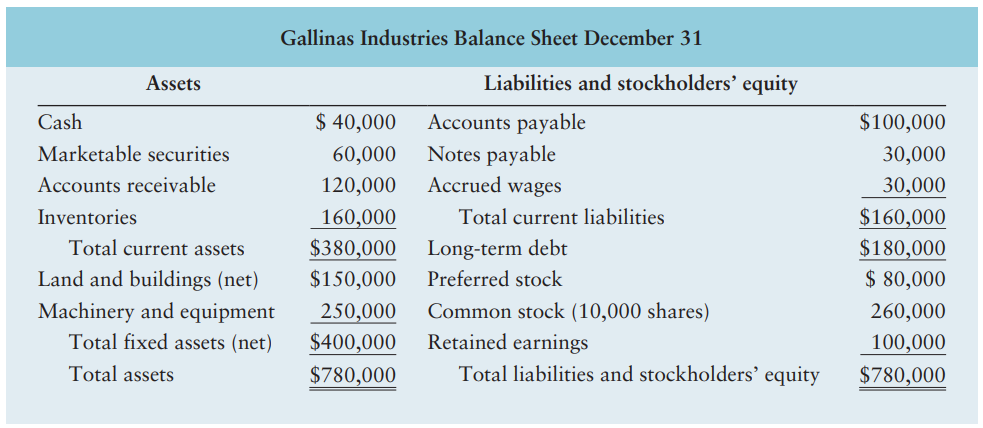 Gallinas Industries Balance Sheet December 31
Assets Liabilities and stockholders’ equity
Cash $ 40,000 Accounts payable $100,000
Marketable securities 60,000 Notes payable 30,000
Accounts receivable 120,000 Accrued wages 30,000
Inventories 160,000 Total current liabilities $160,000
Total current assets $380,000 Long-term debt $180,000
Land and buildings (net) $150,000 Preferred stock $ 80,000
Machinery and equipment 250,000 Common stock (10,000 shares) 260,000
Total fixed assets (net) $400,000 Retained earnings 100,000
Total assets $780,000 Total liabilities and stockholders’ equity $780,000